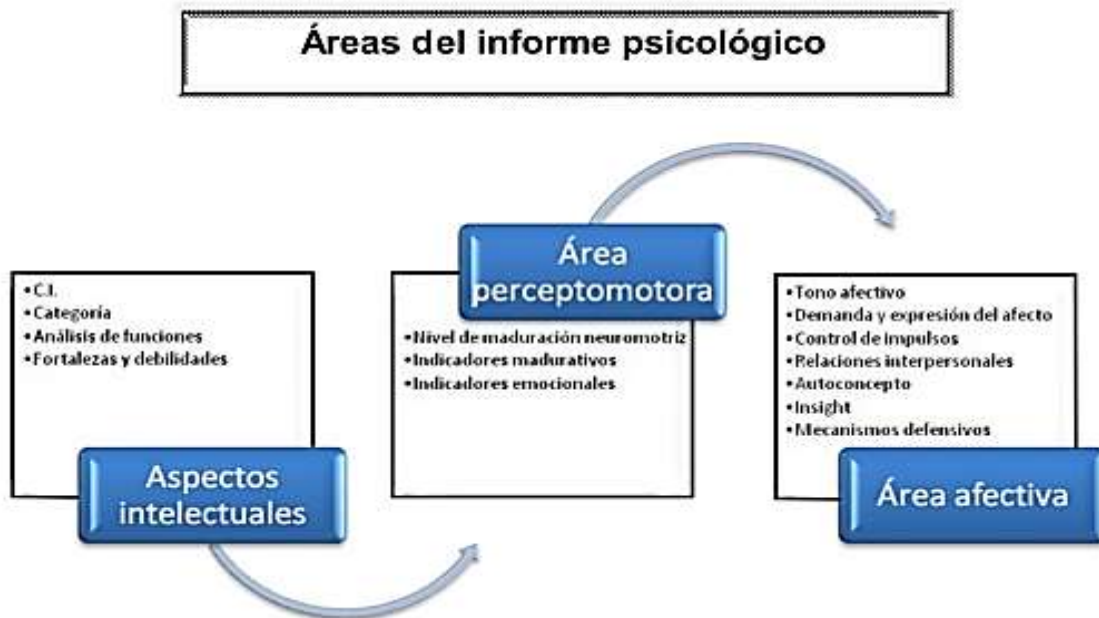 Áreas del informe psicológico
•C.I.
•Categoría
•Análisis de funciones
•Fortalezas y debilidades
Aspectos
intelectuales
Área
perceptomotora
•Nivel de maduración neuromotriz
•Indicadores madurativos
•Indicadores emocionales
•Tono afectivo
•Demanda y expresión del afecto
•Control de impulsos
•Relaciones interpersonales
•Autoconcepto
•Insight
•Mecanismos defensivos
Área afectiva